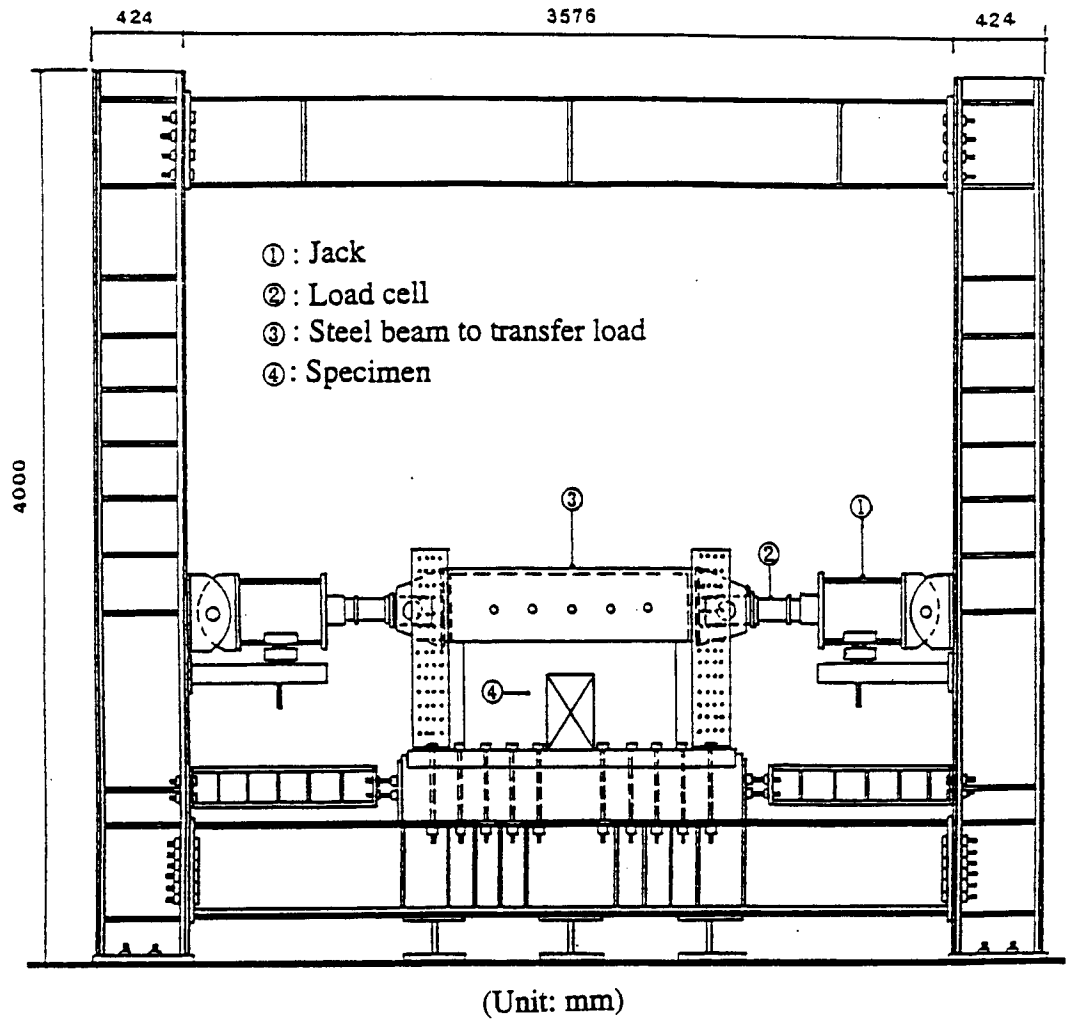 424 3576 424
① : Jack
② : Load cell
③ : Steel beam to transfer load
④ : Specimen
4000
③
①
②
④
(Unit: mm)